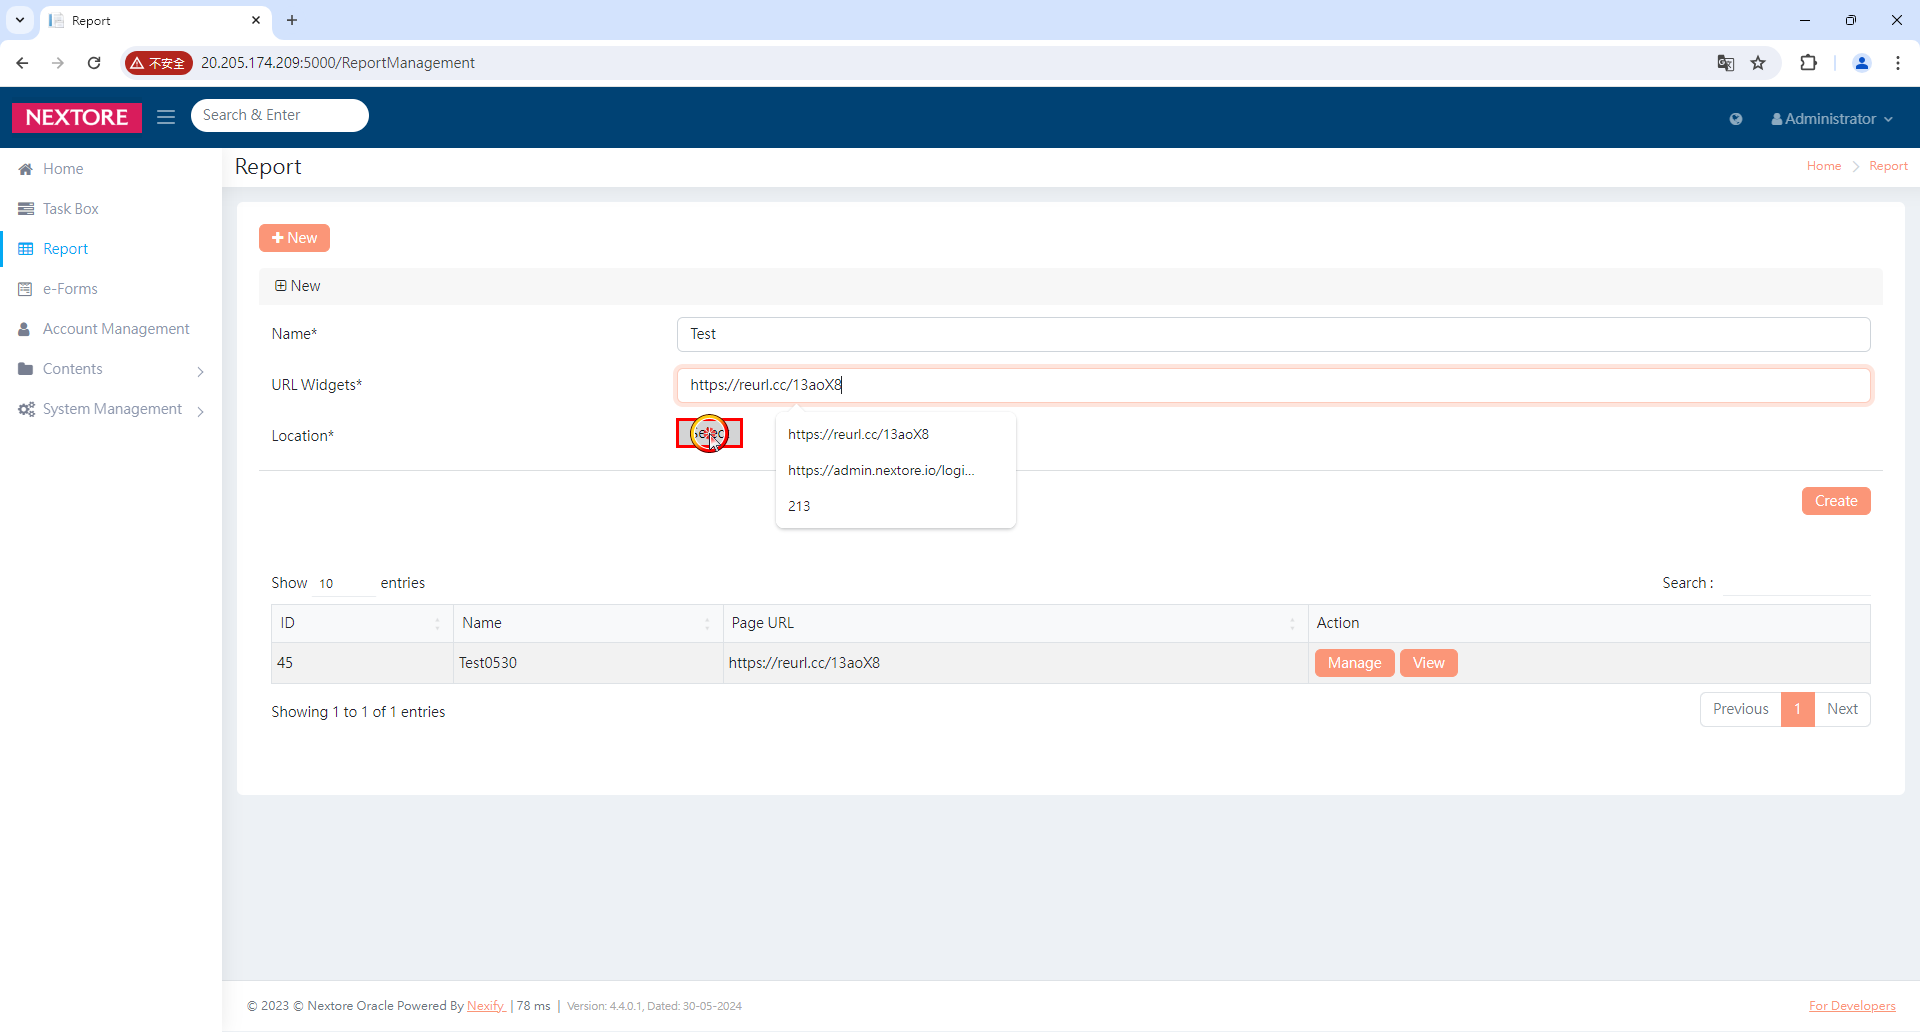 Report
不安全
20.205.174.209:5000/ReportManagement
NEXTORE
Search & Enter
Administrator
Home
Task Box
Report
e-Forms
Account Management
Contents
System Management
Report
Home
Report
New
New
Name*
Test
URL Widgets*
https://reurl.cc/13aoX8
Location*
https://reurl.cc/13aoX8
https://admin.nextore.io/logi...
213
Create
Show 10 entries
Search :
ID Name Page URL Action
45 Test0530 https://reurl.cc/13aoX8 Manage View
Showing 1 to 1 of 1 entries
Previous 1 Next
© 2023 © Nextore Oracle Powered By Nexify | 78 ms | Version: 4.4.0.1, Dated: 30-05-2024
For Developers